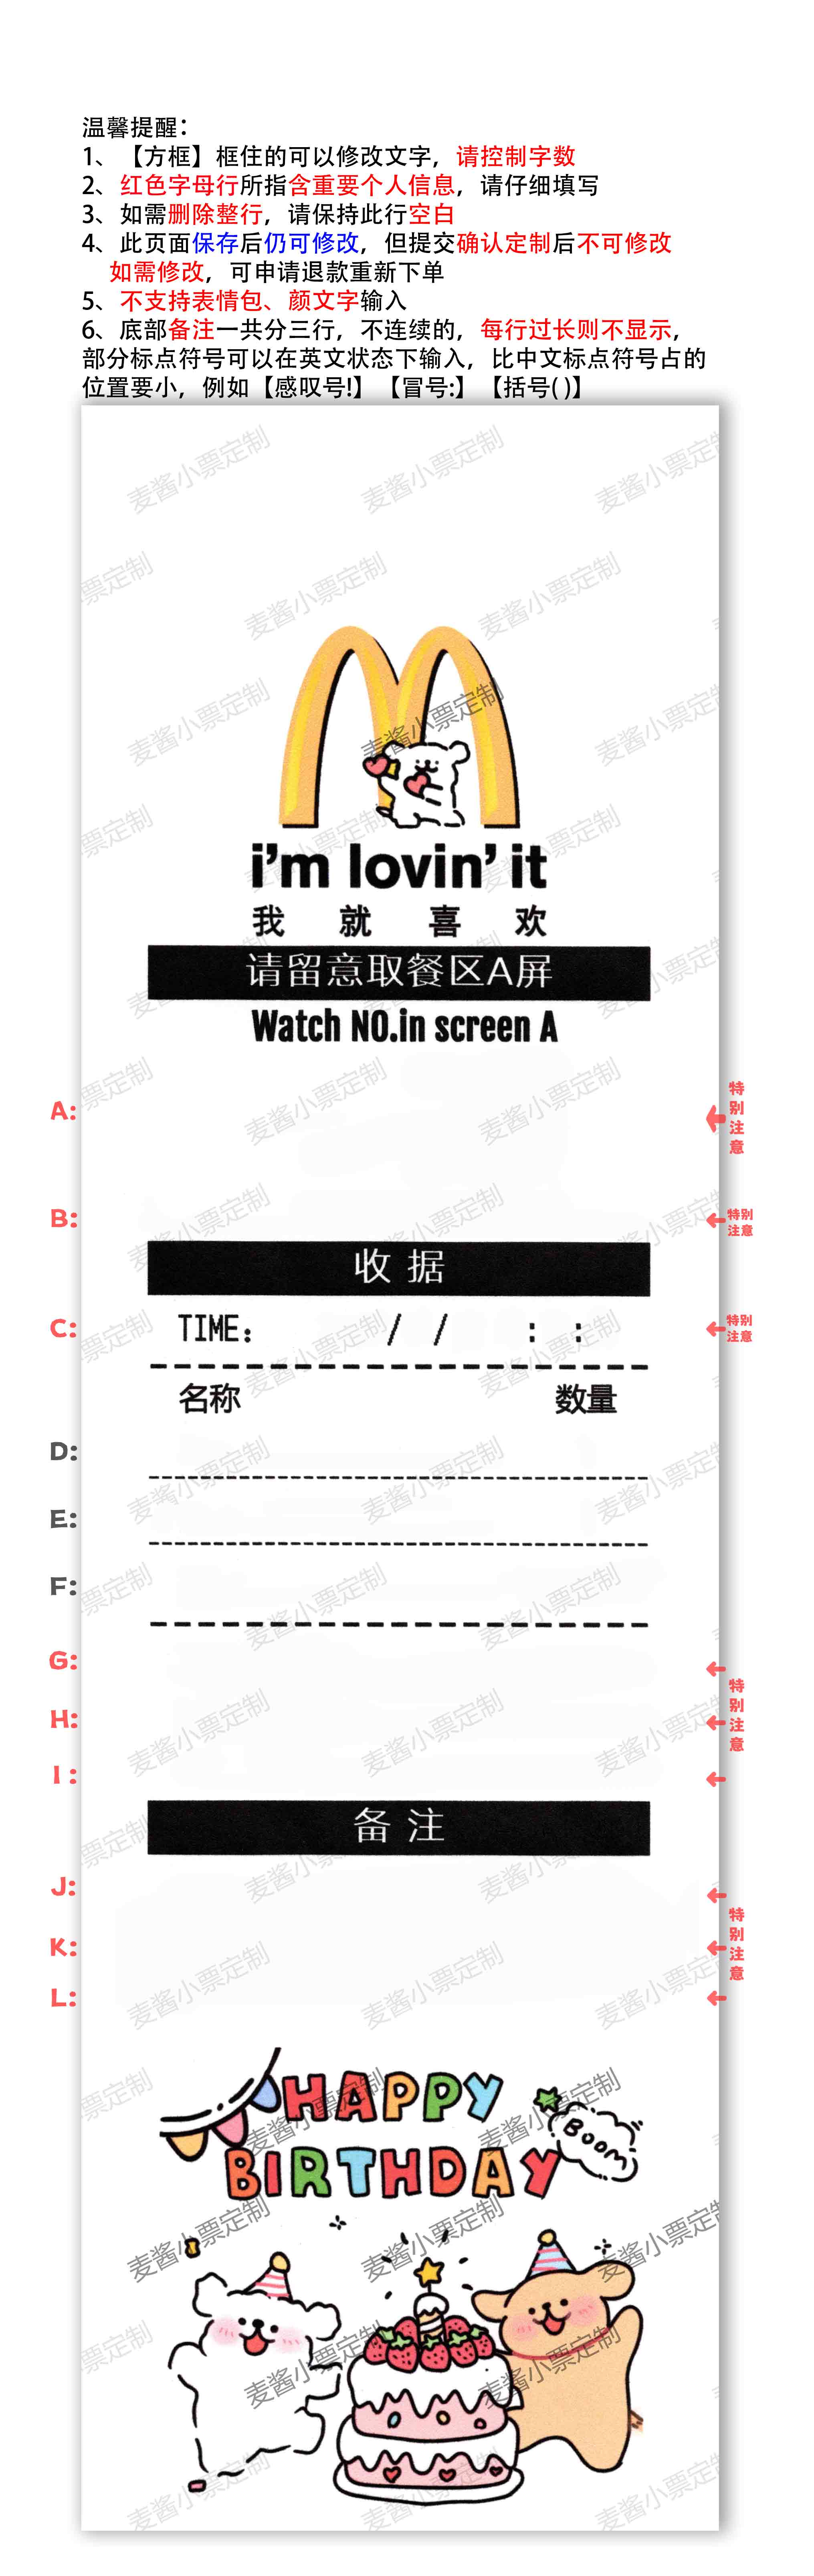 温馨提醒：
1、【方框】框住的可以修改文字，请控制字数
2、红色字母行所指含重要个人信息，请仔细填写
3、如需删除整行，请保持此行空白
4、此页面保存后仍可修改，但提交确认定制后不可修改
如需修改，可申请退款重新下单
5、不支持表情包、颜文字输入
6、底部备注一共分三行，不连续的，每行过长则不显示，
部分标点符号可以在英文状态下输入，比中文标点符号占的
位置要小，例如【感叹号!】【冒号:】【括号( )】
麦酱小票定制
i'm lovin' it
我就喜欢
请留意取餐区A屏
Watch NO.in screen A
A:
特别注意
B:
特别注意
收据
C:
TIME： / / : :
特别注意
名称 数量
D:
E:
F:
G:
H:
特别注意
I:
备注
J:
K:
特别注意
L:
HAPPY
BOOM
BIRTHDAY